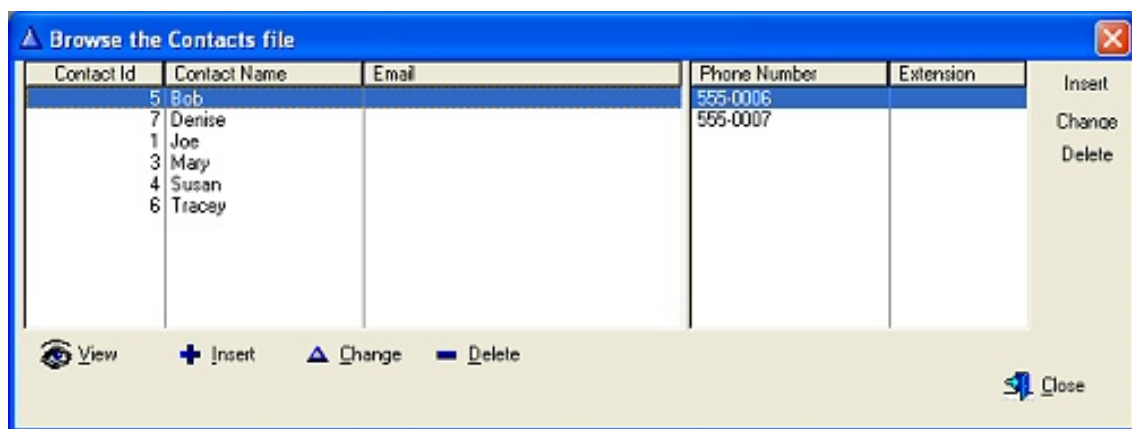 Browse the Contacts file
Contact Id Contact Name Email Phone Number Extension
Insert
5 Bob 555-0006
7 Denise 555-0007
Change
1 Joe
3 Mary
Delete
4 Susan
6 Tracey
View Insert Change Delete
Close